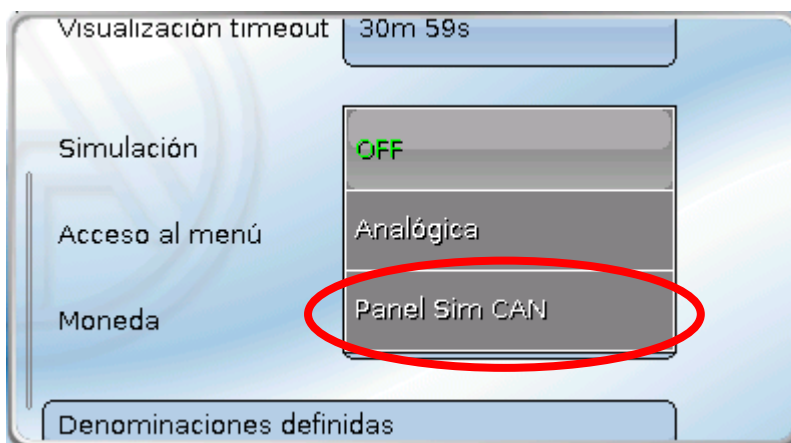 Visualización timeout 30m 59s
Simulación OFF
Acceso al menú Analógica
Moneda Panel Sim CAN
Denominaciones definidas